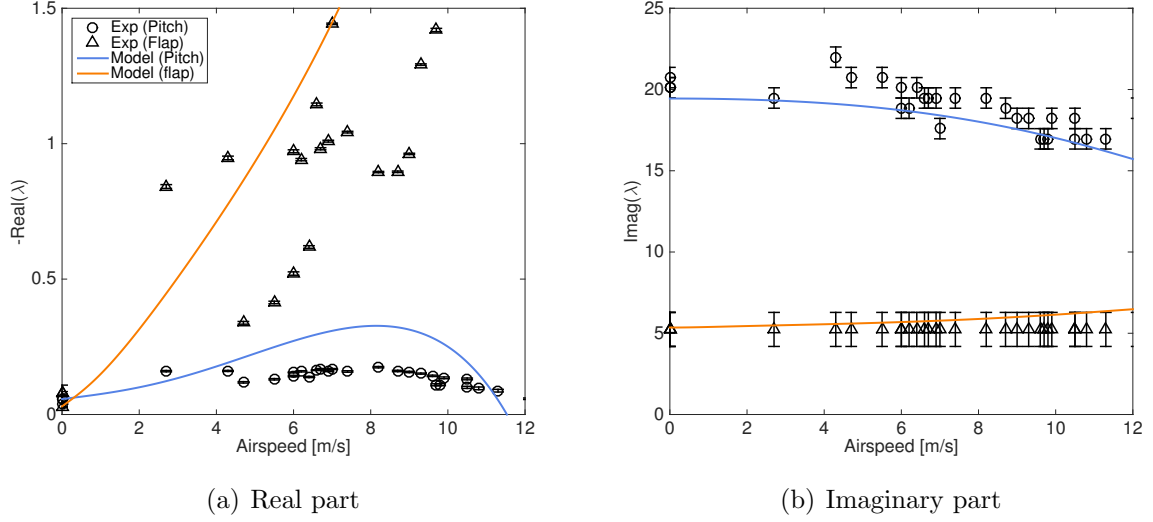 1.5
1
0.5
0
-Real(λ)
Exp (Pitch)
Exp (Flap)
Model (Pitch)
Model (flap)
0 2 4 6 8 10 12
Airspeed [m/s]
(a) Real part
25
20
15
10
5
0
Imag(λ)
0 2 4 6 8 10 12
Airspeed [m/s]
(b) Imaginary part